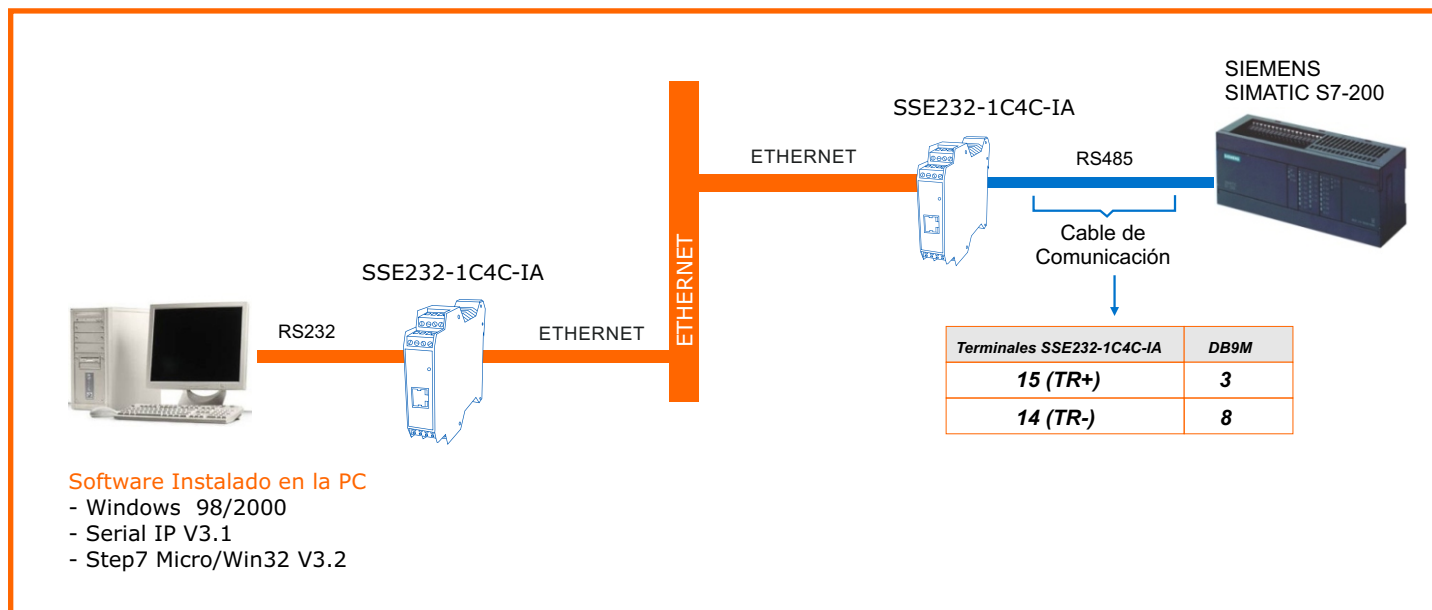 SIEMENS
SIMATIC S7-200
SSE232-1C4C-IA
ETHERNET
RS485
Cable de
Comunicación
ETHERNET
SSE232-1C4C-IA
RS232
ETHERNET
Terminales SSE232-1C4C-IA DB9M
15 (TR+) 3
14 (TR-) 8
Software Instalado en la PC
- Windows 98/2000
- Serial IP V3.1
- Step7 Micro/Win32 V3.2